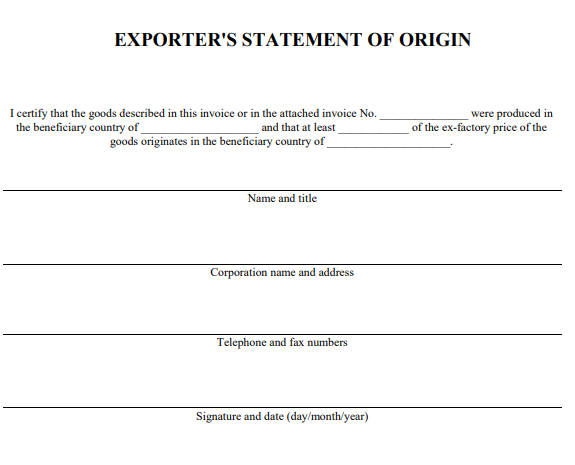 EXPORTER'S STATEMENT OF ORIGIN
I certify that the goods described in this invoice or in the attached invoice No. _______________ were produced in
the beneficiary country of ____________________ and that at least ____________ of the ex-factory price of the
goods originates in the beneficiary country of _____________________.
Name and title
Corporation name and address
Telephone and fax numbers
Signature and date (day/month/year)